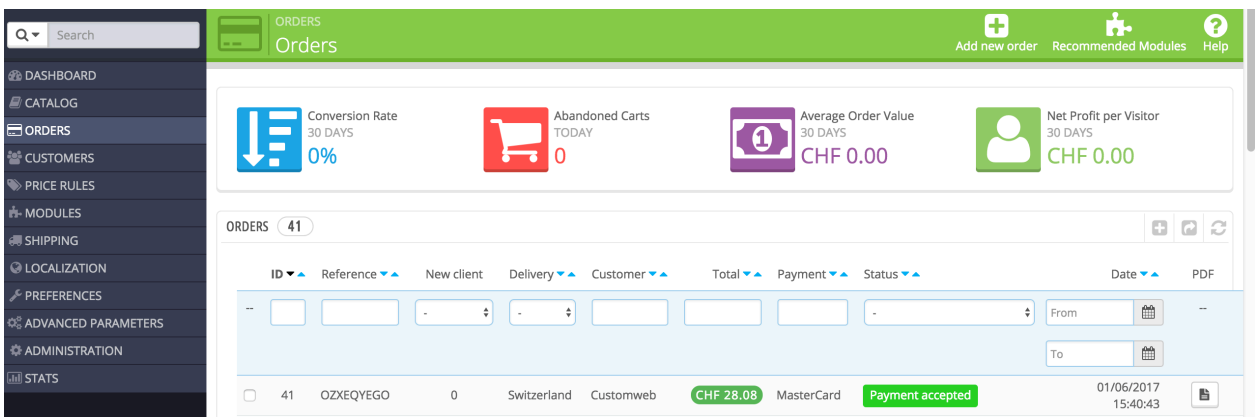 Search
DASHBOARD
CATALOG
ORDERS
CUSTOMERS
PRICE RULES
MODULES
SHIPPING
LOCALIZATION
PREFERENCES
ADVANCED PARAMETERS
ADMINISTRATION
STATS
ORDERS
Orders
Add new order Recommended Modules Help
Conversion Rate
30 DAYS
0%
Abandoned Carts
TODAY
0
1
Average Order Value
30 DAYS
CHF 0.00
Net Profit per Visitor
30 DAYS
CHF 0.00
ORDERS 41
ID Reference New client Delivery Customer Total Payment Status Date PDF
-- - - - From --
To
41 OZXEQYEGO 0 Switzerland Customweb CHF 28.08 MasterCard Payment accepted 01/06/2017
15:40:43